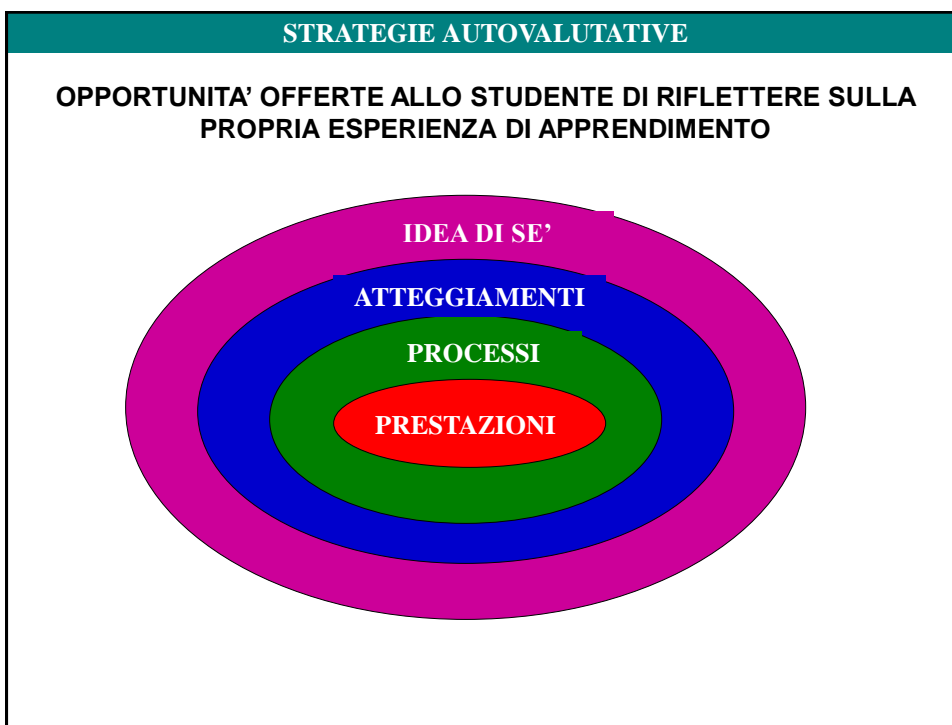 STRATEGIE AUTOVALUTATIVE
OPPORTUNITA’ OFFERTE ALLO STUDENTE DI RIFLETTERE SULLA
PROPRIA ESPERIENZA DI APPRENDIMENTO
IDEA DI SE’
ATTEGGIAMENTI
PROCESSI
PRESTAZIONI